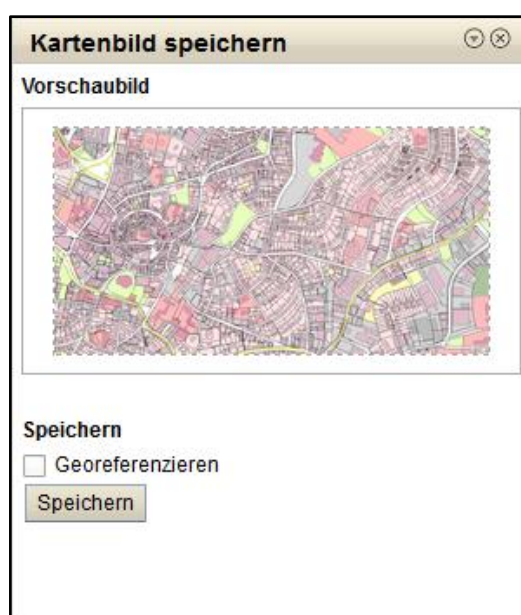 Kartenbild speichern
Vorschaubild
Speichern
Georeferenzieren
Speichern